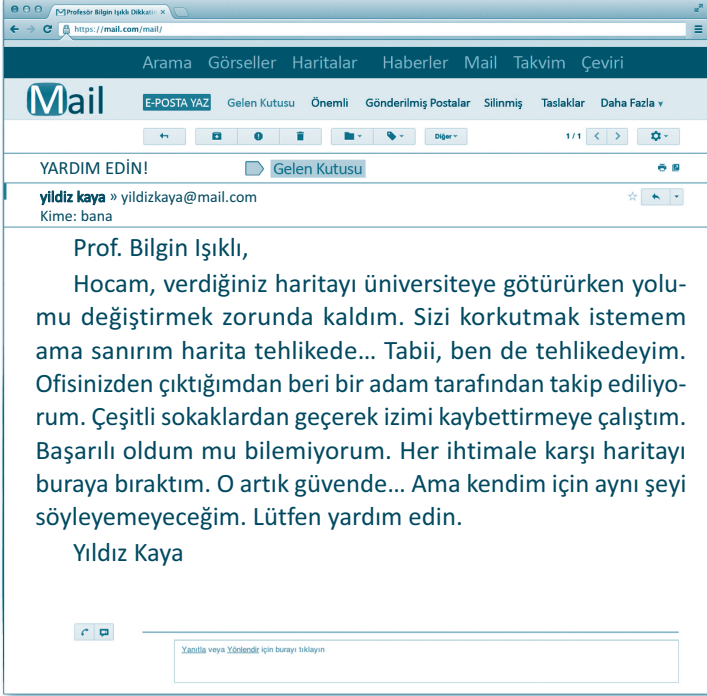 Profesör Bilgin Işıklı Dikkatin ×
https://mail.com/mail/
Arama Görseller Haritalar Haberler Mail Takvim Çeviri
Mail E-POSTA YAZ Gelen Kutusu Önemli Gönderilmiş Postalar Silinmiş Taslaklar Daha Fazla
Diğer 1/1
YARDIM EDİN! Gelen Kutusu
yildiz kaya » yildizkaya@mail.com
Kime: bana
Prof. Bilgin Işıklı,
Hocam, verdiğiniz haritayı üniversiteye götürürken yolu-
mu değiştirmek zorunda kaldım. Sizi korkutmak istemem
ama sanırım harita tehlikede... Tabii, ben de tehlikedeyim.
Ofisinizden çıktığımdan beri bir adam tarafından takip ediliyo-
rum. Çeşitli sokaklardan geçerek izimi kaybettirmeye çalıştım.
Başarılı oldum mu bilemiyorum. Her ihtimale karşı haritayı
buraya bıraktım. O artık güvende... Ama kendim için aynı şeyi
söyleyemeyeceğim. Lütfen yardım edin.
Yıldız Kaya
Yanıtla veya Yönlendir için burayı tıklayın